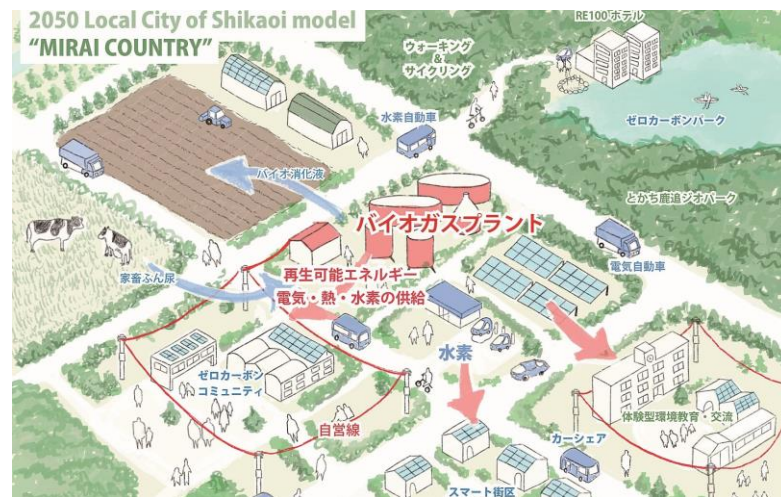 2050 Local City of Shikaoi model
“MIRAI COUNTRY”
RE100 ホテル
ウォーキング
&
サイクリング
水素自動車
ゼロカーボンパーク
バイオ消化液
とかち鹿追ジオパーク
バイオガスプラント
電気自動車
家畜ふん尿
再生可能エネルギー
電気・熱・水素の供給
水素
ゼロカーボン
コミュニティ
自営線
体験型環境教育・交流
カーシェア
スマート街区